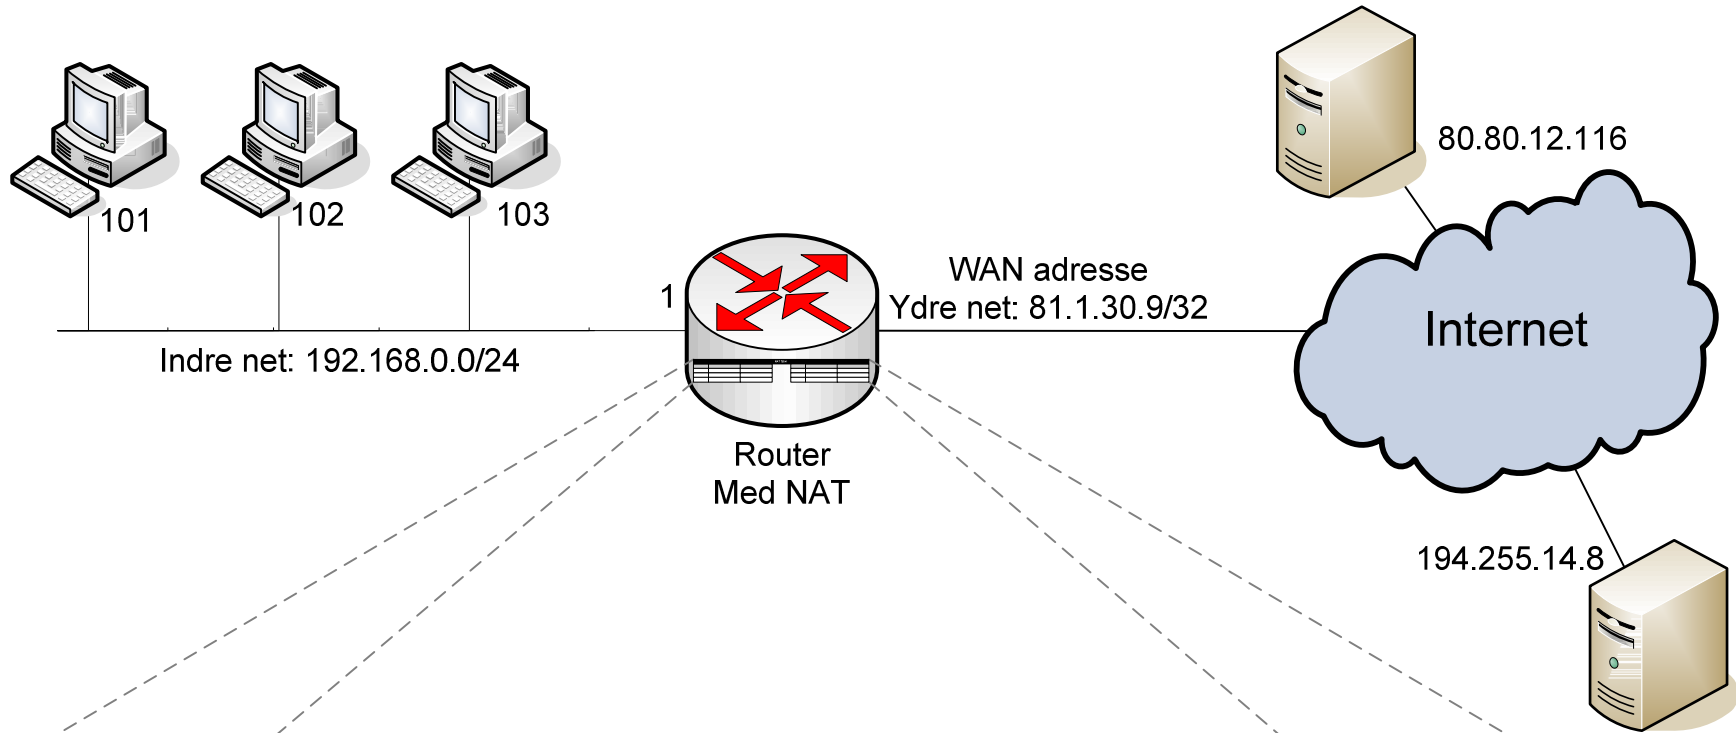 101
102
103
80.80.12.116
1
WAN adresse
Ydre net: 81.1.30.9/32
Internet
Indre net: 192.168.0.0/24
Router
Med NAT
194.255.14.8